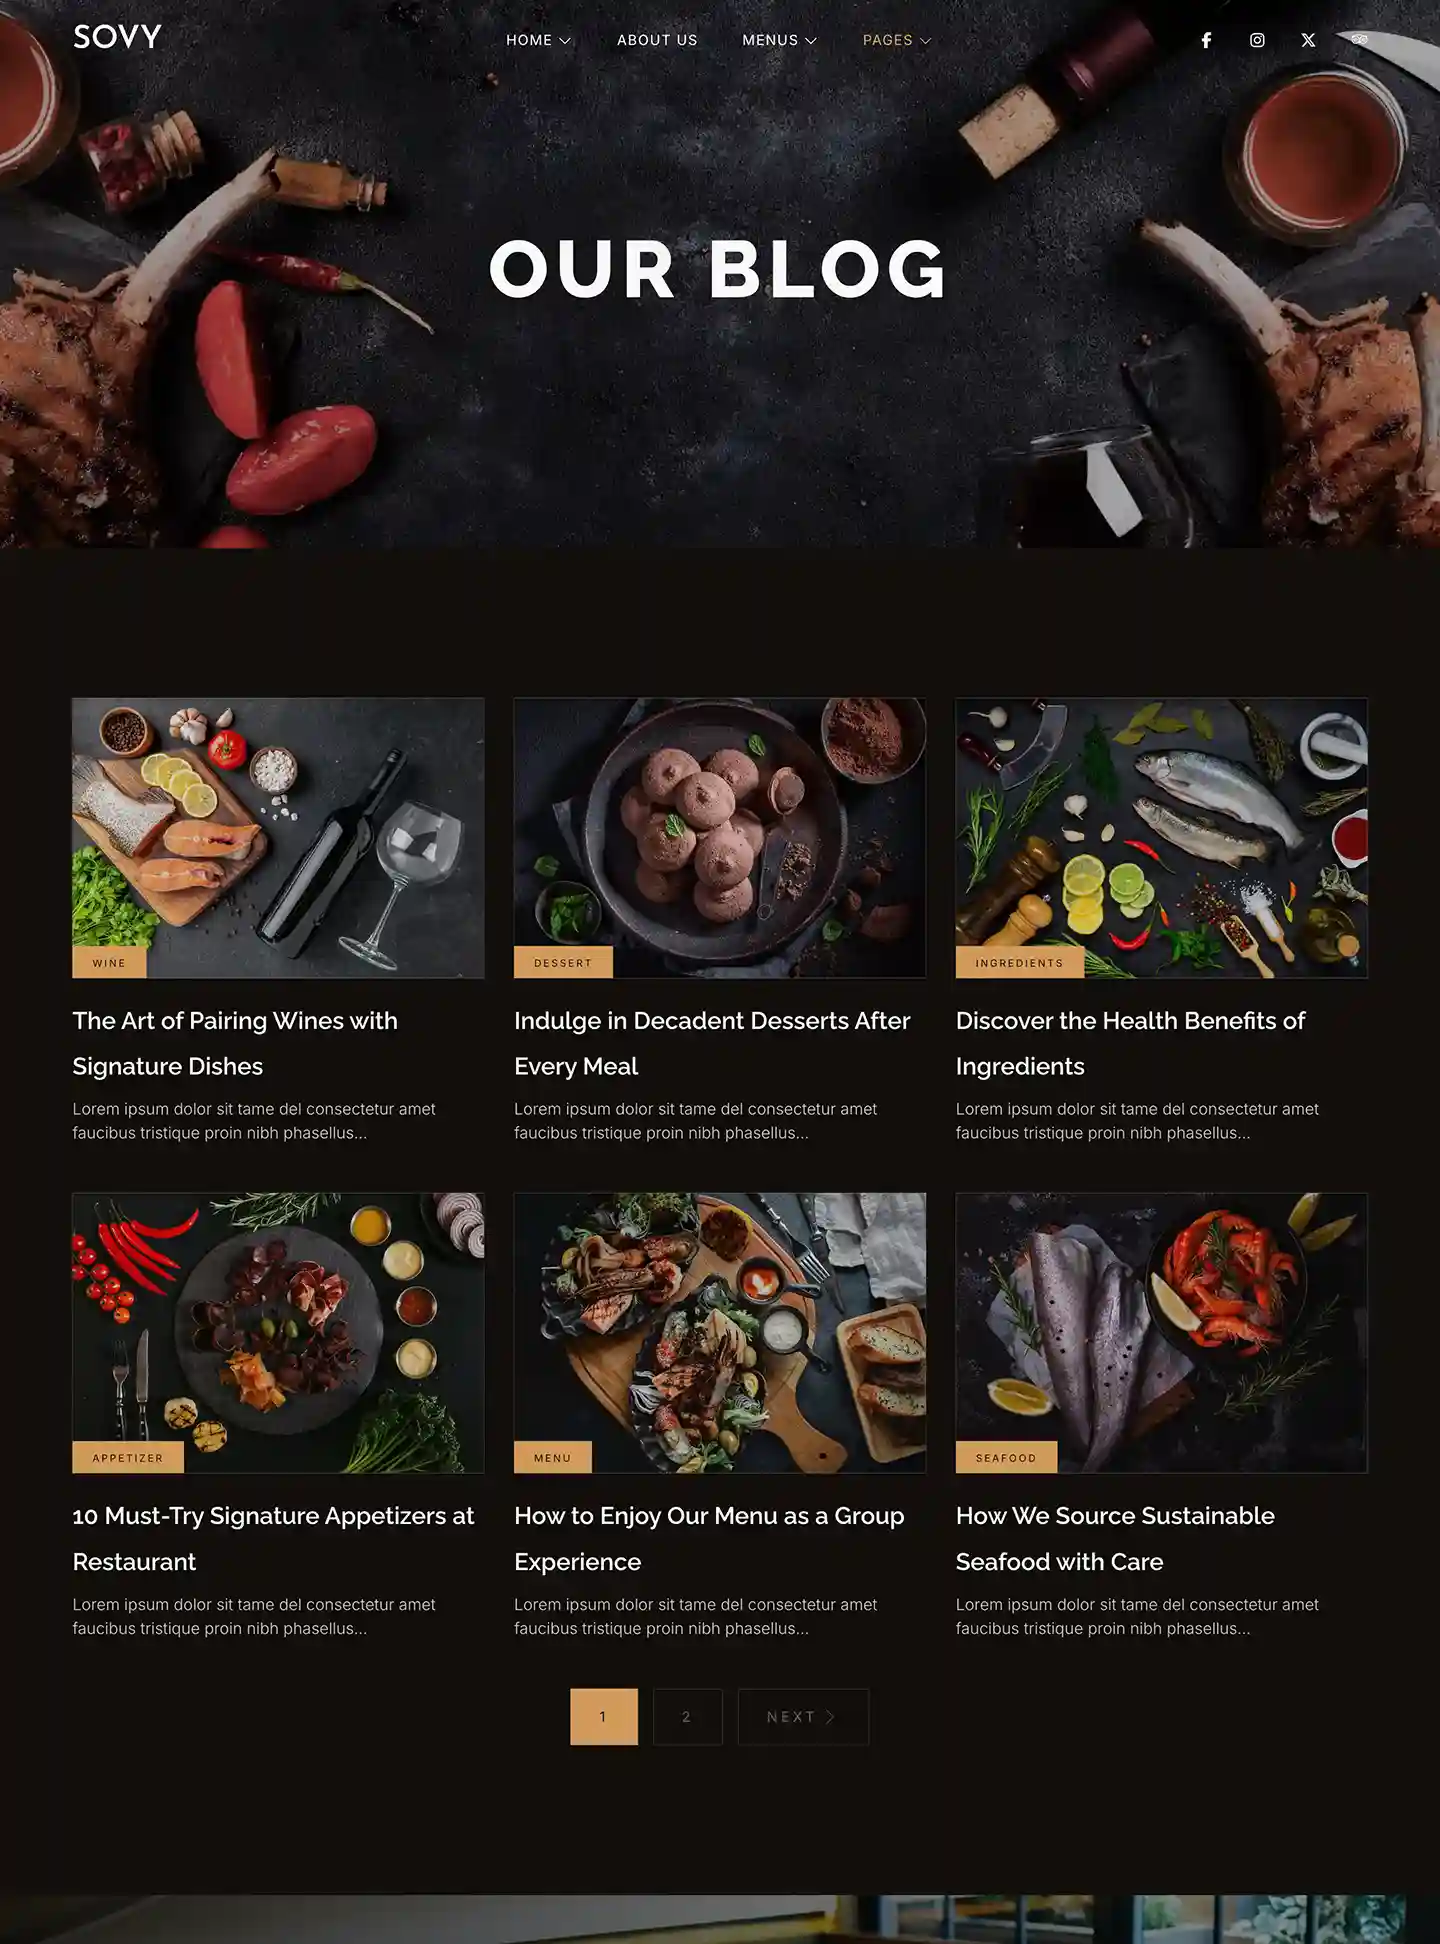 SOVY
HOME
ABOUT US
MENUS
PAGES
OUR BLOG
WINE
DESSERT
INGREDIENTS
The Art of Pairing Wines with
Signature Dishes
Lorem ipsum dolor sit tame del consectetur amet
faucibus tristique proin nibh phasellus...
Indulge in Decadent Desserts After
Every Meal
Lorem ipsum dolor sit tame del consectetur amet
faucibus tristique proin nibh phasellus...
Discover the Health Benefits of
Ingredients
Lorem ipsum dolor sit tame del consectetur amet
faucibus tristique proin nibh phasellus...
APPETIZER
MENU
SEAFOOD
10 Must-Try Signature Appetizers at
Restaurant
Lorem ipsum dolor sit tame del consectetur amet
faucibus tristique proin nibh phasellus...
How to Enjoy Our Menu as a Group
Experience
Lorem ipsum dolor sit tame del consectetur amet
faucibus tristique proin nibh phasellus...
How We Source Sustainable
Seafood with Care
Lorem ipsum dolor sit tame del consectetur amet
faucibus tristique proin nibh phasellus...
1
2
NEXT